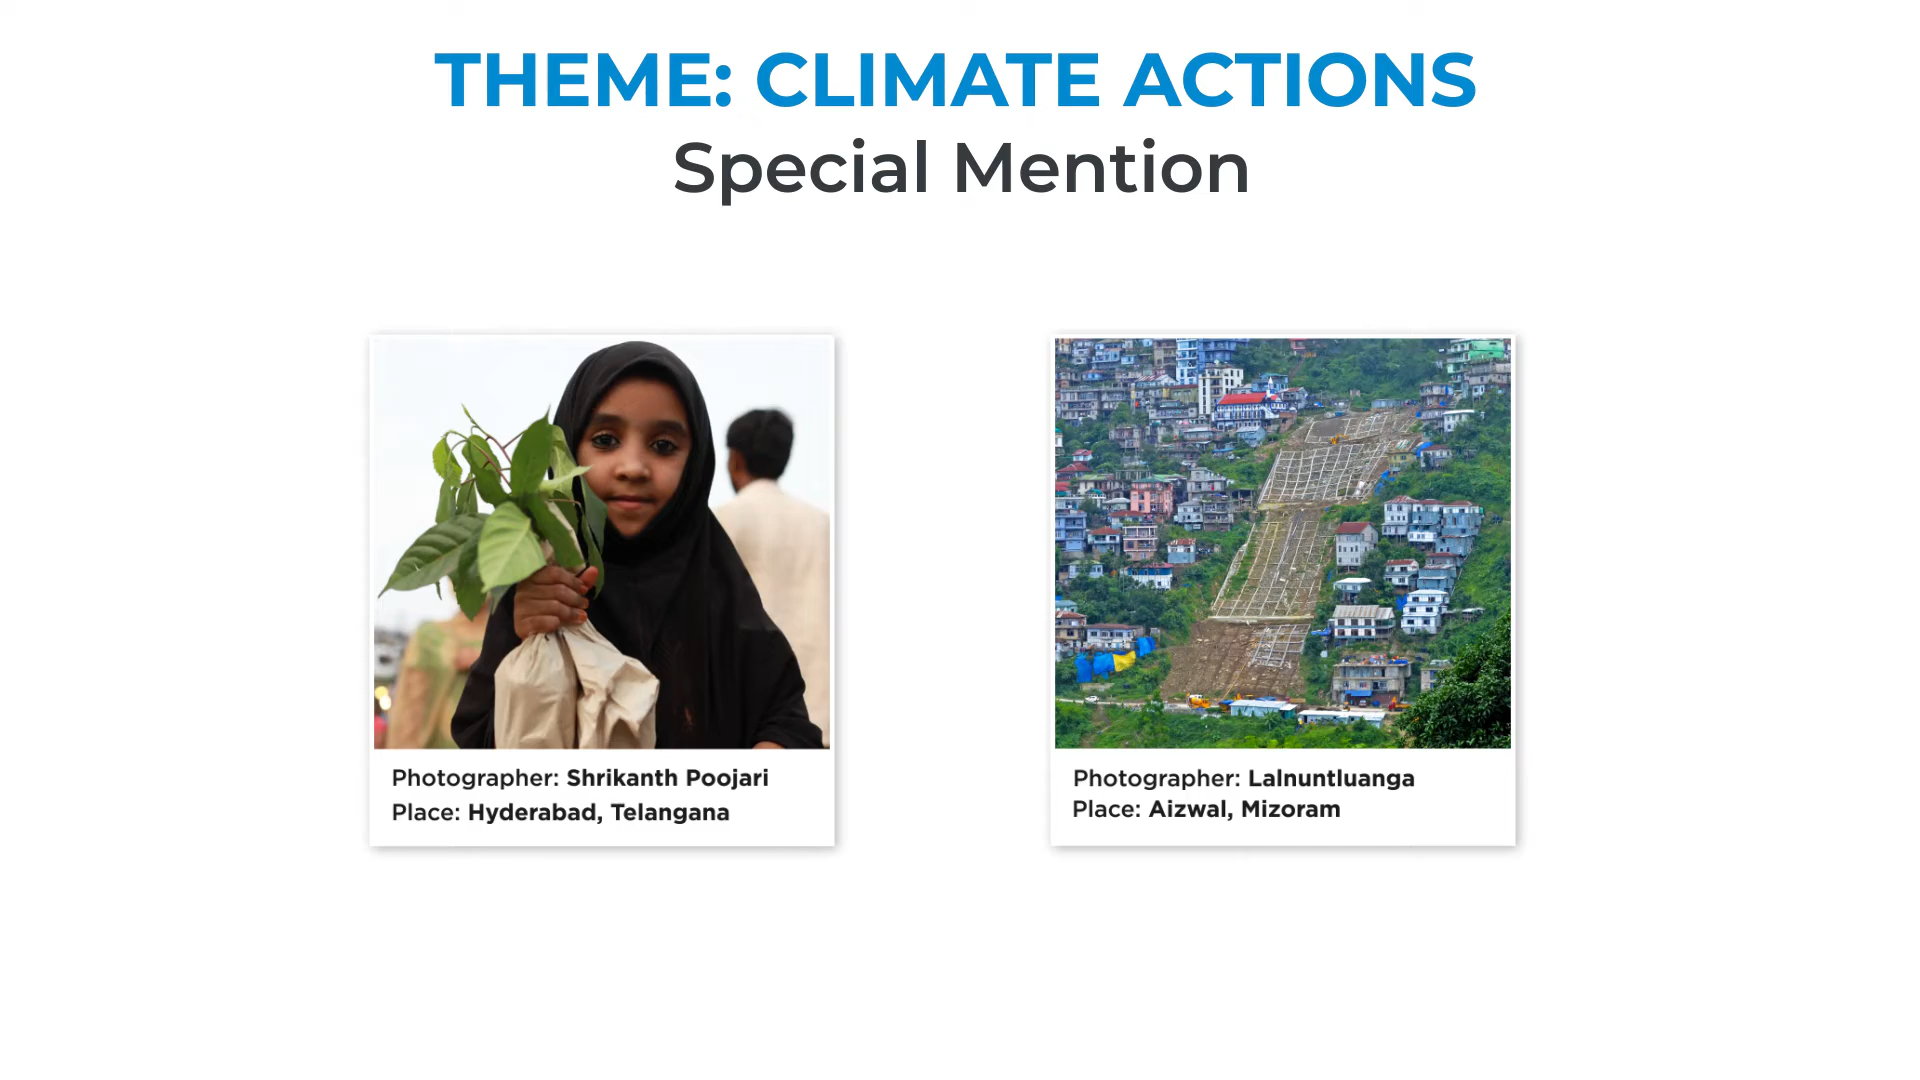 THEME: CLIMATE ACTIONS
Special Mention
Photographer: Shrikanth Poojari
Place: Hyderabad, Telangana
Photographer: Lalnuntluanga
Place: Aizwal, Mizoram